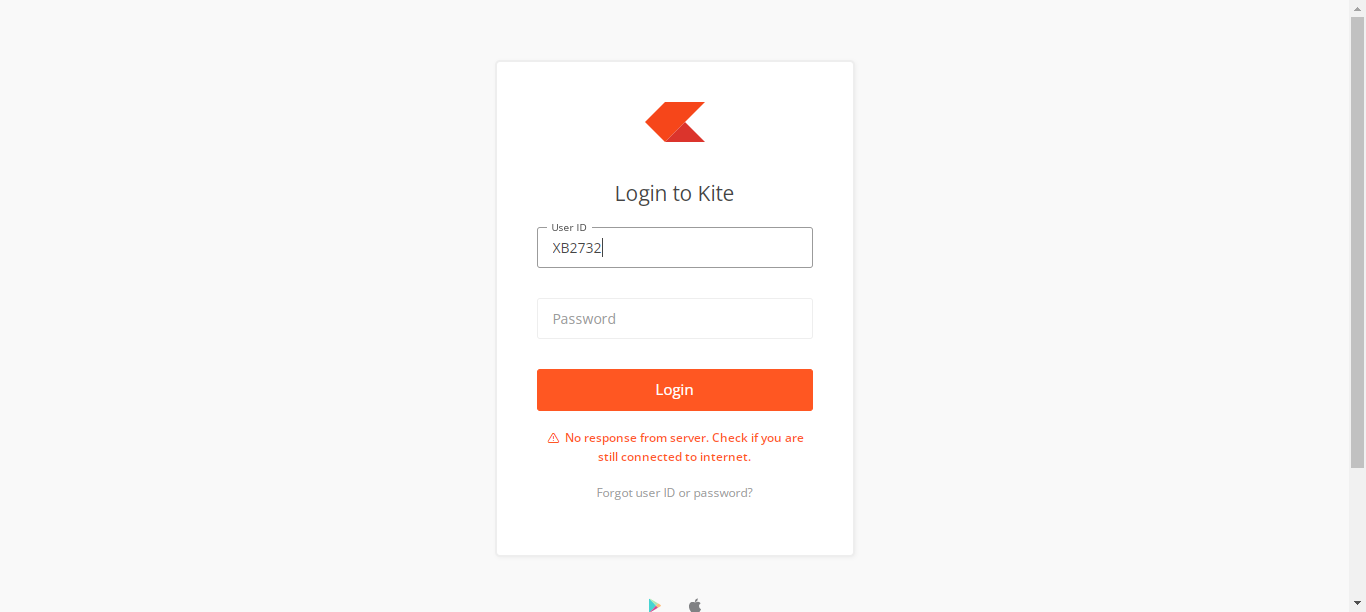 Login to Kite
User ID
XB2732
Password
Login
No response from server. Check if you are
still connected to internet.
Forgot user ID or password?